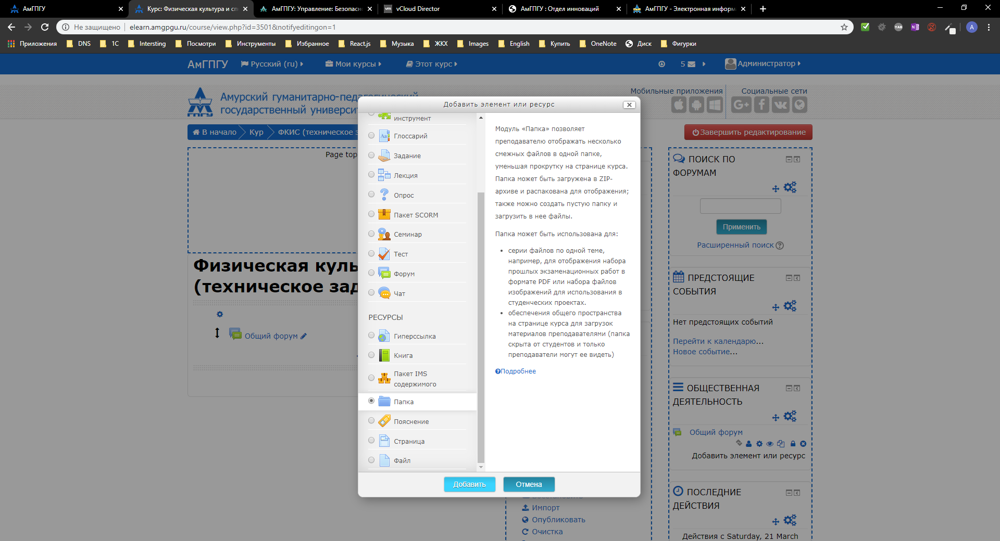 АмГПГУ
Курс: Физическая культура и сп
АмГПГУ: Управление: Безопасн
vCloud Director
АмГПГУ : Отдел инноваций
АмГПГУ - Электронная информ
Не защищено
elearn.amgpgu.ru/course/view.php?id=3501&notifyeditingon=1
Приложения
DNS
1C
Intersting
Посмотри
Инструменты
Избранное
React.js
Музыка
ЖКХ
Images
English
Купить
OneNote
Диск
Фигурки
АмГПГУ
Русский (ru)
Мои курсы
Этот курс
5
Администратор
Амурский гуманитарно-педагогический
государственный университ
Мобильные приложения
Социальные сети
В начало
Кур
ФКИС (техническое з
Завершить редактирование
Page top
Физическая куль
(техническое зад
Общий форум
Добавить элемент или ресурс
инструмент
Глоссарий
Задание
Лекция
Опрос
Пакет SCORM
Семинар
Тест
Форум
Чат
РЕСУРСЫ
Гиперссылка
Книга
Пакет IMS
содержимого
Папка
Пояснение
Страница
Файл
Модуль «Папка» позволяет
преподавателю отображать несколько
смежных файлов в одной папке,
уменьшая прокрутку на странице курса.
Папка может быть загружена в ZIP-
архиве и распакована для отображения;
также можно создать пустую папку и
загрузить в нее файлы.
Папка может быть использована для:
• серии файлов по одной теме,
например, для отображения набора
прошлых экзаменационных работ в
формате PDF или набора файлов
изображений для использования в
студенческих проектах.
• обеспечения общего пространства
на странице курса для загрузок
материалов преподавателями (папка
скрыта от студентов и только
преподаватели могут ее видеть)
Подробнее
Добавить
Отмена
Восстановить
Импорт
Опубликовать
Очистка
ПОИСК ПО
ФОРУМАМ
Применить
Расширенный поиск
ПРЕДСТОЯЩИЕ
СОБЫТИЯ
Нет предстоящих событий
Перейти к календарю...
Новое событие...
ОБЩЕСТВЕННАЯ
ДЕЯТЕЛЬНОСТЬ
Общий форум
Добавить элемент или ресурс
ПОСЛЕДНИЕ
ДЕЙСТВИЯ
Действия с Saturday, 21 March